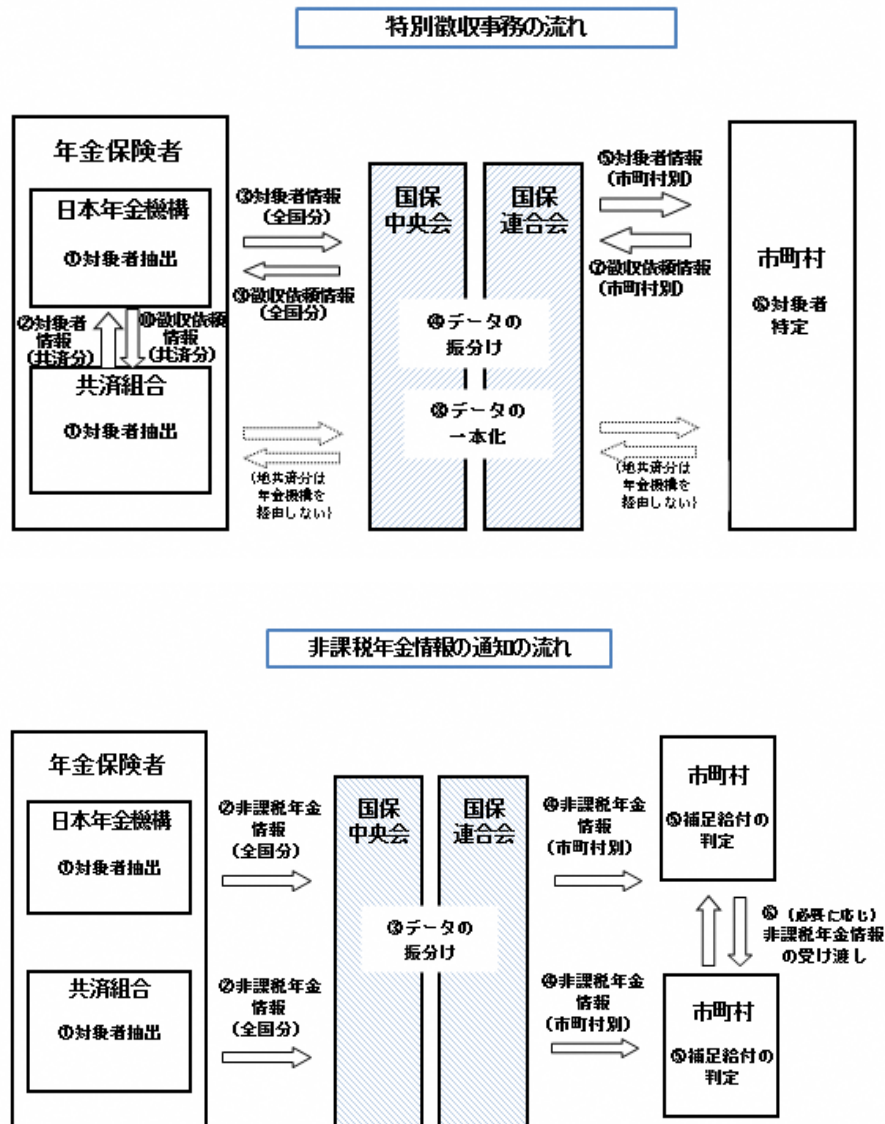 特別徴収事務の流れ
年金保険者
日本年金機構
①対象者抽出
②対象者
情報
(共済分)
⑩徴収依頼
情報
(共済分)
共済組合
①対象者抽出
③対象者情報
(全国分)
⑨徴収依頼情報
(全国分)
(地共済分は
年金機構を
経由しない)
国保
中央会
国保
連合会
④データの
振分け
⑧データの
一本化
⑤対象者情報
(市町村別)
⑦徴収依頼情報
(市町村別)
(地共済分は
年金機構を
経由しない)
市町村
⑥対象者
特定
非課税年金情報の通知の流れ
年金保険者
日本年金機構
①対象者抽出
共済組合
①対象者抽出
②非課税年金
情報
(全国分)
②非課税年金
情報
(全国分)
国保
中央会
国保
連合会
③データの
振分け
④非課税年金
情報
(市町村別)
④非課税年金
情報
(市町村別)
市町村
⑤補足給付の
判定
⑥(必要に応じ)
非課税年金情報
の受け渡し
市町村
⑤補足給付の
判定